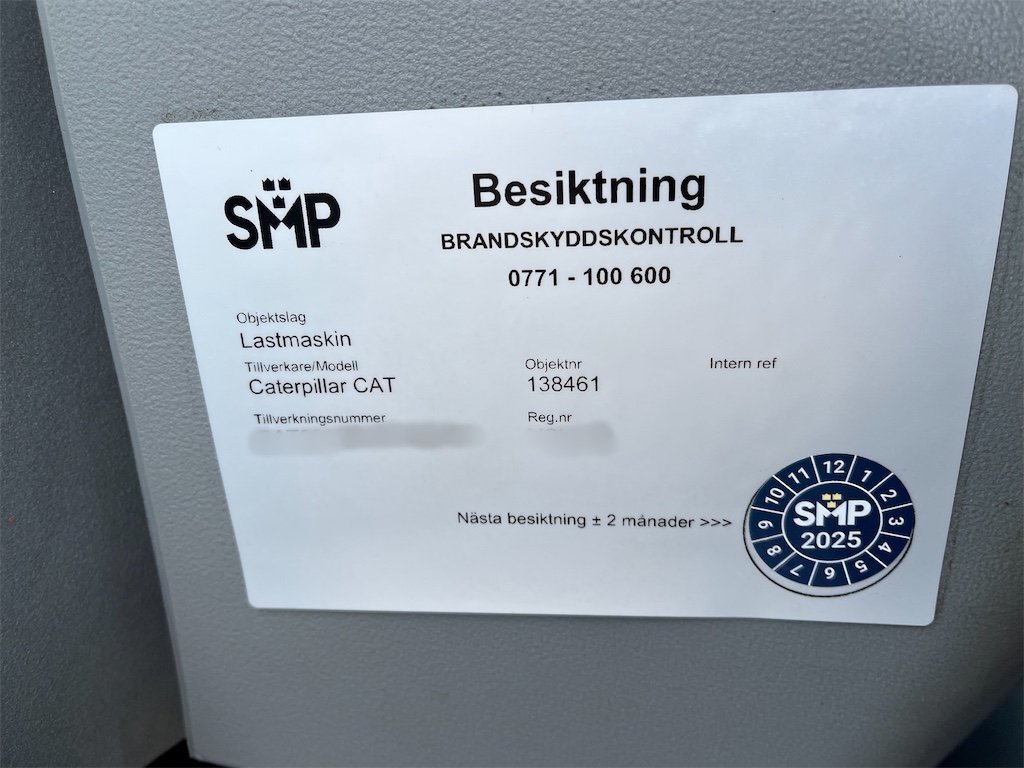 SMP
Besiktning
BRANDSKYDDSKONTROLL
0771 - 100 600
Objektslag
Lastmaskin
Tillverkare/Modell
Caterpillar CAT
Objektnr
138461
Intern ref
Tillverkningsnummer
Reg.nr
Nästa besiktning ± 2 månader >>>
12 1 2 3 4 5 6 7 8 9 10 11
SMP
2025